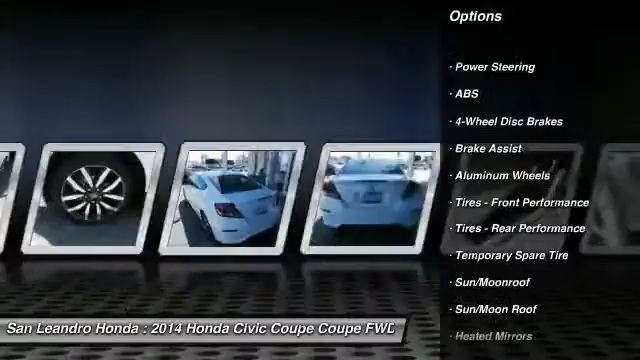 Options
· Power Steering
· ABS
· 4-Wheel Disc Brakes
· Brake Assist
· Aluminum Wheels
· Tires - Front Performance
· Tires - Rear Performance
· Temporary Spare Tire
· Sun/Moonroof
· Sun/Moon Roof
· Heated Mirrors
San Leandro Honda : 2014 Honda Civic Coupe Coupe FWD